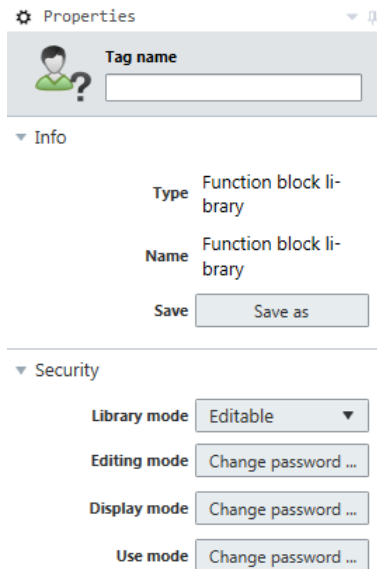 Properties
Tag name
Info
Type Function block li-
brary
Name Function block li-
brary
Save Save as
Security
Library mode Editable
Editing mode Change password ...
Display mode Change password ...
Use mode Change password ...